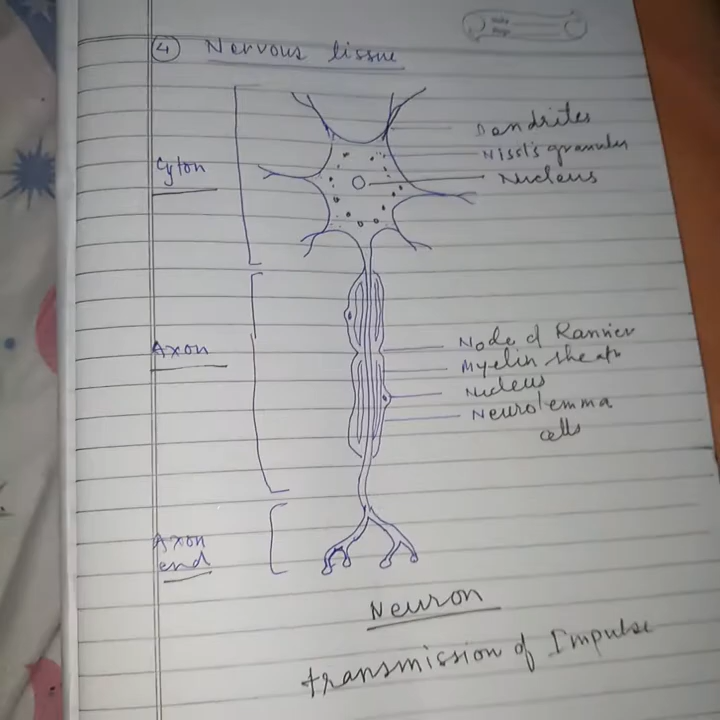 4 Nervous tissue
Dendrites
Nissl's granules
Nucleus
Cyton
Axon
Node of Ranvier
Myelin sheath
Nucleus
Neurolemma
cells
Axon
end
Neuron
transmission of Impulse